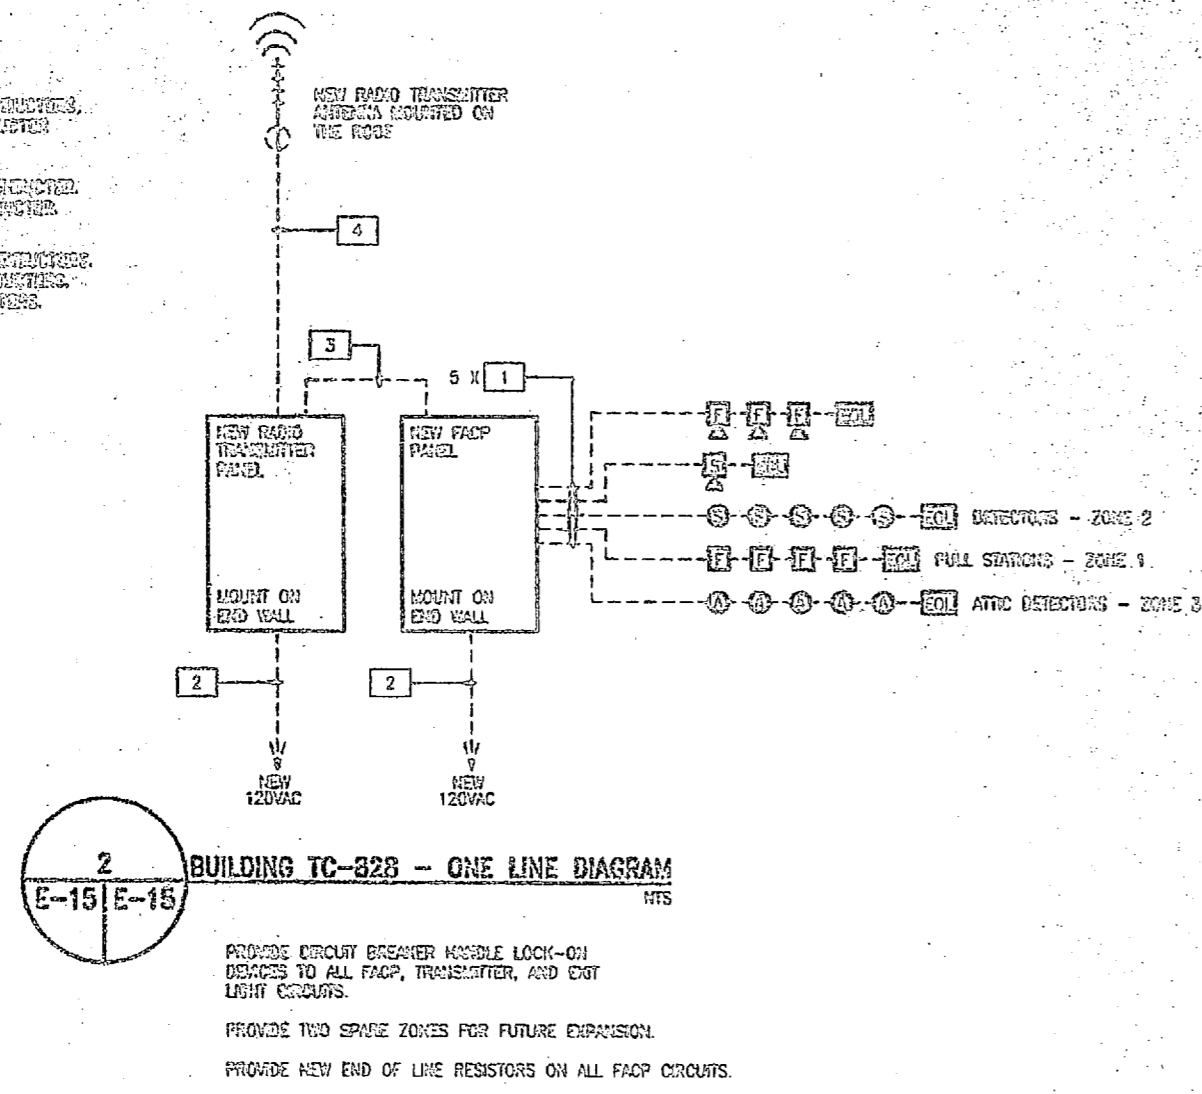 NEW RADIO TRANSMITTER
ANTENNA MOUNTED ON
THE ROOF
4
3
5 X 1
NEW RADIO
TRANSMITTER
PANEL
NEW FACP
PANEL
F F F EOL
EOL
S S S S S EOL DETECTORS - ZONE 2
F F F F EOL PULL STATIONS - ZONE 1
A A A A A EOL ATTIC DETECTORS - ZONE 3
MOUNT ON
END WALL
MOUNT ON
END WALL
2
2
NEW
120VAC
NEW
120VAC
2
E-15 E-15
BUILDING TC-328 - ONE LINE DIAGRAM
NTS
PROVIDE CIRCUIT BREAKER HANDLE LOCK-ON
DEVICES TO ALL FACP, TRANSMITTER, AND EXIT
LIGHT CIRCUITS.
PROVIDE TWO SPARE ZONES FOR FUTURE EXPANSION.
PROVIDE NEW END OF LINE RESISTORS ON ALL FACP CIRCUITS.